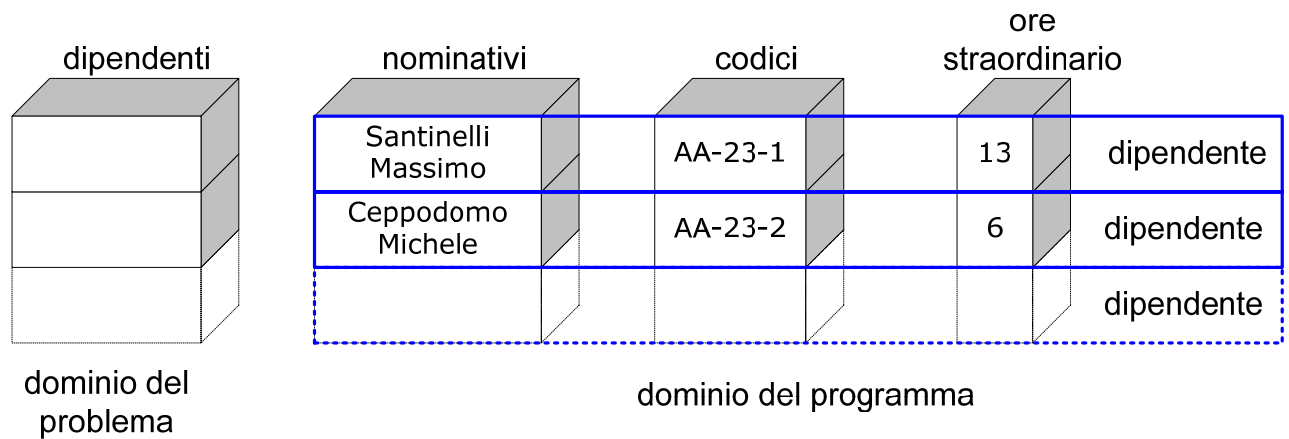 dipendenti
nominativi
codici
ore
straordinario
Santinelli
Massimo
AA-23-1
13
dipendente
Ceppodomo
Michele
AA-23-2
6
dipendente
dipendente
dominio del
problema
dominio del programma